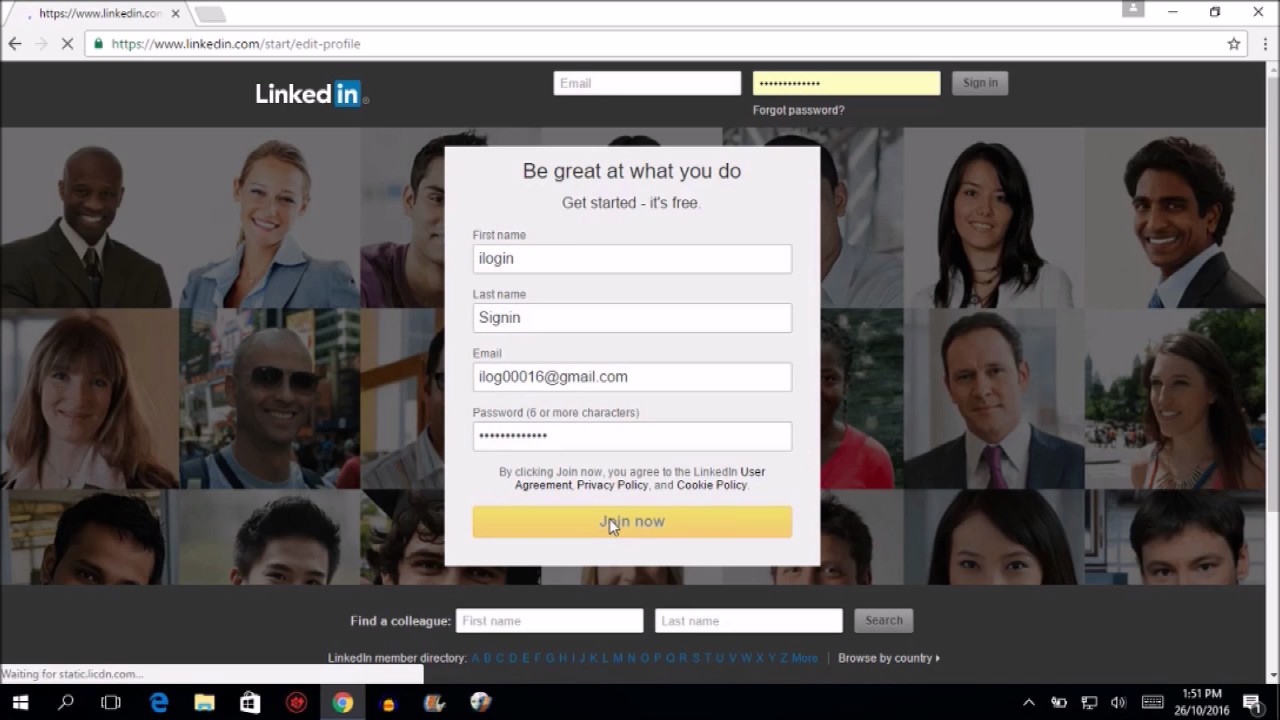 https://www.linkedin.con
https://www.linkedin.com/start/edit-profile
Linked in
Email
•••••••••••••
Sign in
Forgot password?
Be great at what you do
Get started - it's free.
First name
ilogin
Last name
Signin
Email
ilog00016@gmail.com
Password (6 or more characters)
•••••••••••••
By clicking Join now, you agree to the LinkedIn User
Agreement, Privacy Policy, and Cookie Policy.
Join now
Find a colleague: First name Last name Search
LinkedIn member directory: A B C D E F G H I J K L M N O P Q R S T U V W X Y Z More | Browse by country
Waiting for static.licdn.com...
1:51 PM
26/10/2016
1